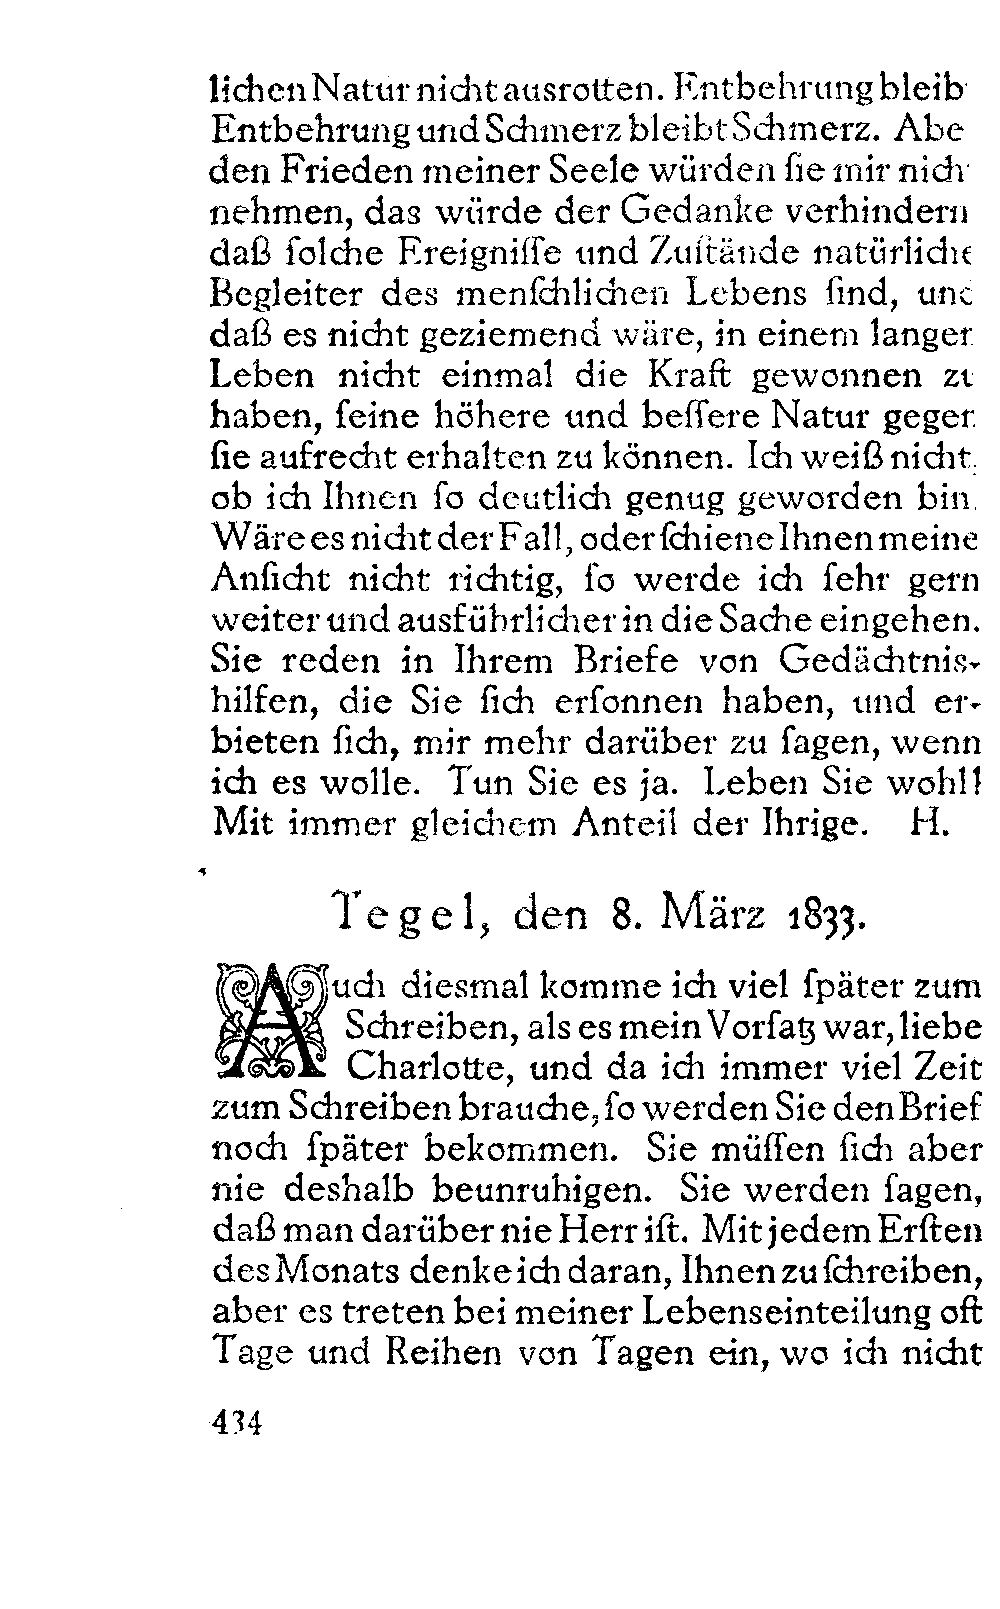 lichen Natur nicht ausrotten. Entbehrung bleib
Entbehrung und Schmerz bleibt Schmerz. Abe
den Frieden meiner Seele würden ſie mir nich
nehmen, das würde der Gedanke verhindern
daß ſolche Ereigniſſe und Zuſtände natürliche
Begleiter des menſchlichen Lebens ſind, und
daß es nicht geziemend wäre, in einem langen
Leben nicht einmal die Kraft gewonnen zu
haben, ſeine höhere und beſſere Natur gegen
ſie aufrecht erhalten zu können. Ich weiß nicht,
ob ich Ihnen ſo deutlich genug geworden bin.
Wäre es nicht der Fall, oder ſchiene Ihnen meine
Anſicht nicht richtig, ſo werde ich ſehr gern
weiter und ausführlicher in die Sache eingehen.
Sie reden in Ihrem Briefe von Gedächtnis-
hilfen, die Sie ſich erſonnen haben, und er-
bieten ſich, mir mehr darüber zu ſagen, wenn
ich es wolle. Tun Sie es ja. Leben Sie wohl!
Mit immer gleichem Anteil der Ihrige. H.
Tegel, den 8. März 1833.
Auch diesmal komme ich viel ſpäter zum
Schreiben, als es mein Vorſatz war, liebe
Charlotte, und da ich immer viel Zeit
zum Schreiben brauche, ſo werden Sie den Brief
noch ſpäter bekommen. Sie müſſen ſich aber
nie deshalb beunruhigen. Sie werden ſagen,
daß man darüber nie Herr iſt. Mit jedem Erſten
des Monats denke ich daran, Ihnen zu ſchreiben,
aber es treten bei meiner Lebenseinteilung oft
Tage und Reihen von Tagen ein, wo ich nicht
434